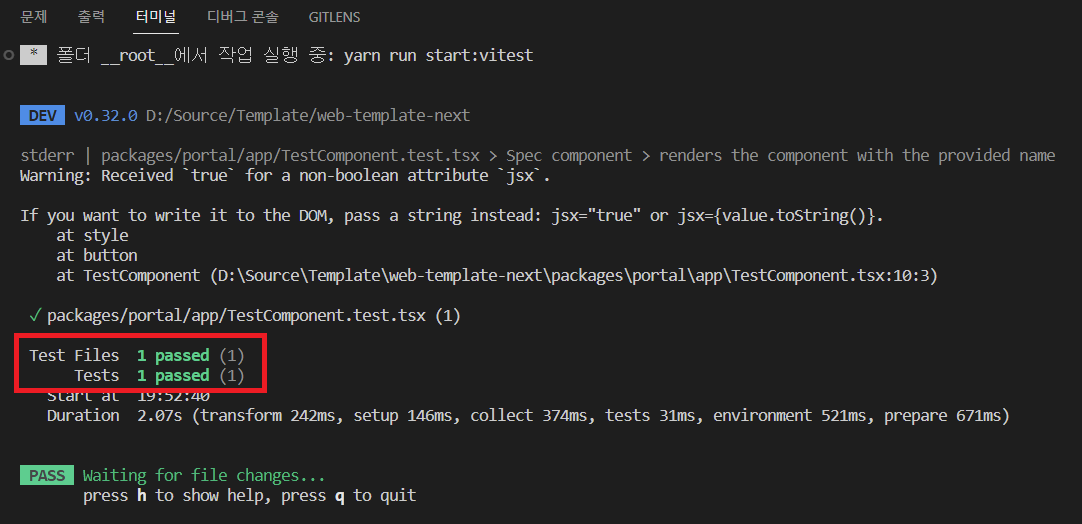 문제 출력 터미널 디버그 콘솔 GITLENS
* 폴더 __root__에서 작업 실행 중: yarn run start:vitest
DEV v0.32.0 D:/Source/Template/web-template-next
stderr | packages/portal/app/TestComponent.test.tsx > Spec component > renders the component with the provided name
Warning: Received `true` for a non-boolean attribute `jsx`.
If you want to write it to the DOM, pass a string instead: jsx="true" or jsx={value.toString()}.
at style
at button
at TestComponent (D:\Source\Template\web-template-next\packages\portal\app\TestComponent.tsx:10:3)
✓ packages/portal/app/TestComponent.test.tsx (1)
Test Files 1 passed (1)
Tests 1 passed (1)
Start at 19:52:40
Duration 2.07s (transform 242ms, setup 146ms, collect 374ms, tests 31ms, environment 521ms, prepare 671ms)
PASS Waiting for file changes...
press h to show help, press q to quit